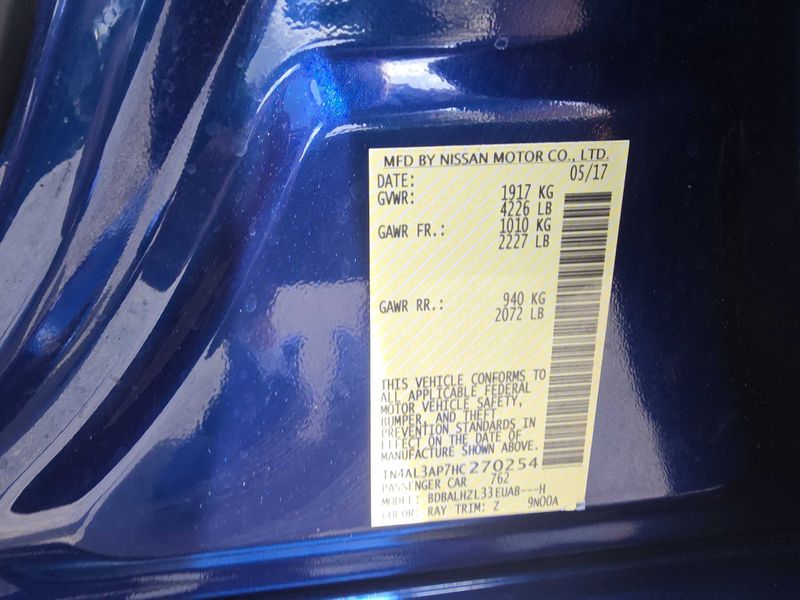 MFD BY NISSAN MOTOR CO., LTD.
DATE: 05/17
GVWR: 1917 KG
4226 LB
GAWR FR.: 1010 KG
2227 LB
GAWR RR.: 940 KG
2072 LB
THIS VEHICLE CONFORMS TO
ALL APPLICABLE FEDERAL
MOTOR VEHICLE SAFETY,
BUMPER, AND THEFT
PREVENTION STANDARDS IN
EFFECT ON THE DATE OF
MANUFACTURE SHOWN ABOVE.
1N4AL3AP7HC270254
PASSENGER CAR 762
MODEL: BDBALHZL33EUAB---H
COLOR: RAY TRIM: Z 9N00A